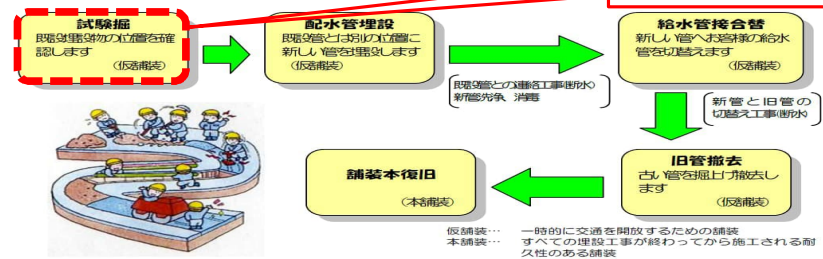 試験掘
既設埋設物の位置を確
認します
(仮舗装)
配水管埋設
既設管とは別の位置に
新しい管を埋設します
(仮舗装)
給水管接合替
新しい管へお客様の給水
管を切替えます
(仮舗装)
既設管との連絡工事(断水)
新管洗浄、消毒
新管と旧管の
切替え工事(断水)
舗装本復旧
(本舗装)
旧管撤去
古い管を掘上げ撤去し
ます
(仮舗装)
仮舗装… 一時的に交通を開放するための舗装
本舗装… すべての埋設工事が終わってから施工される耐
久性のある舗装